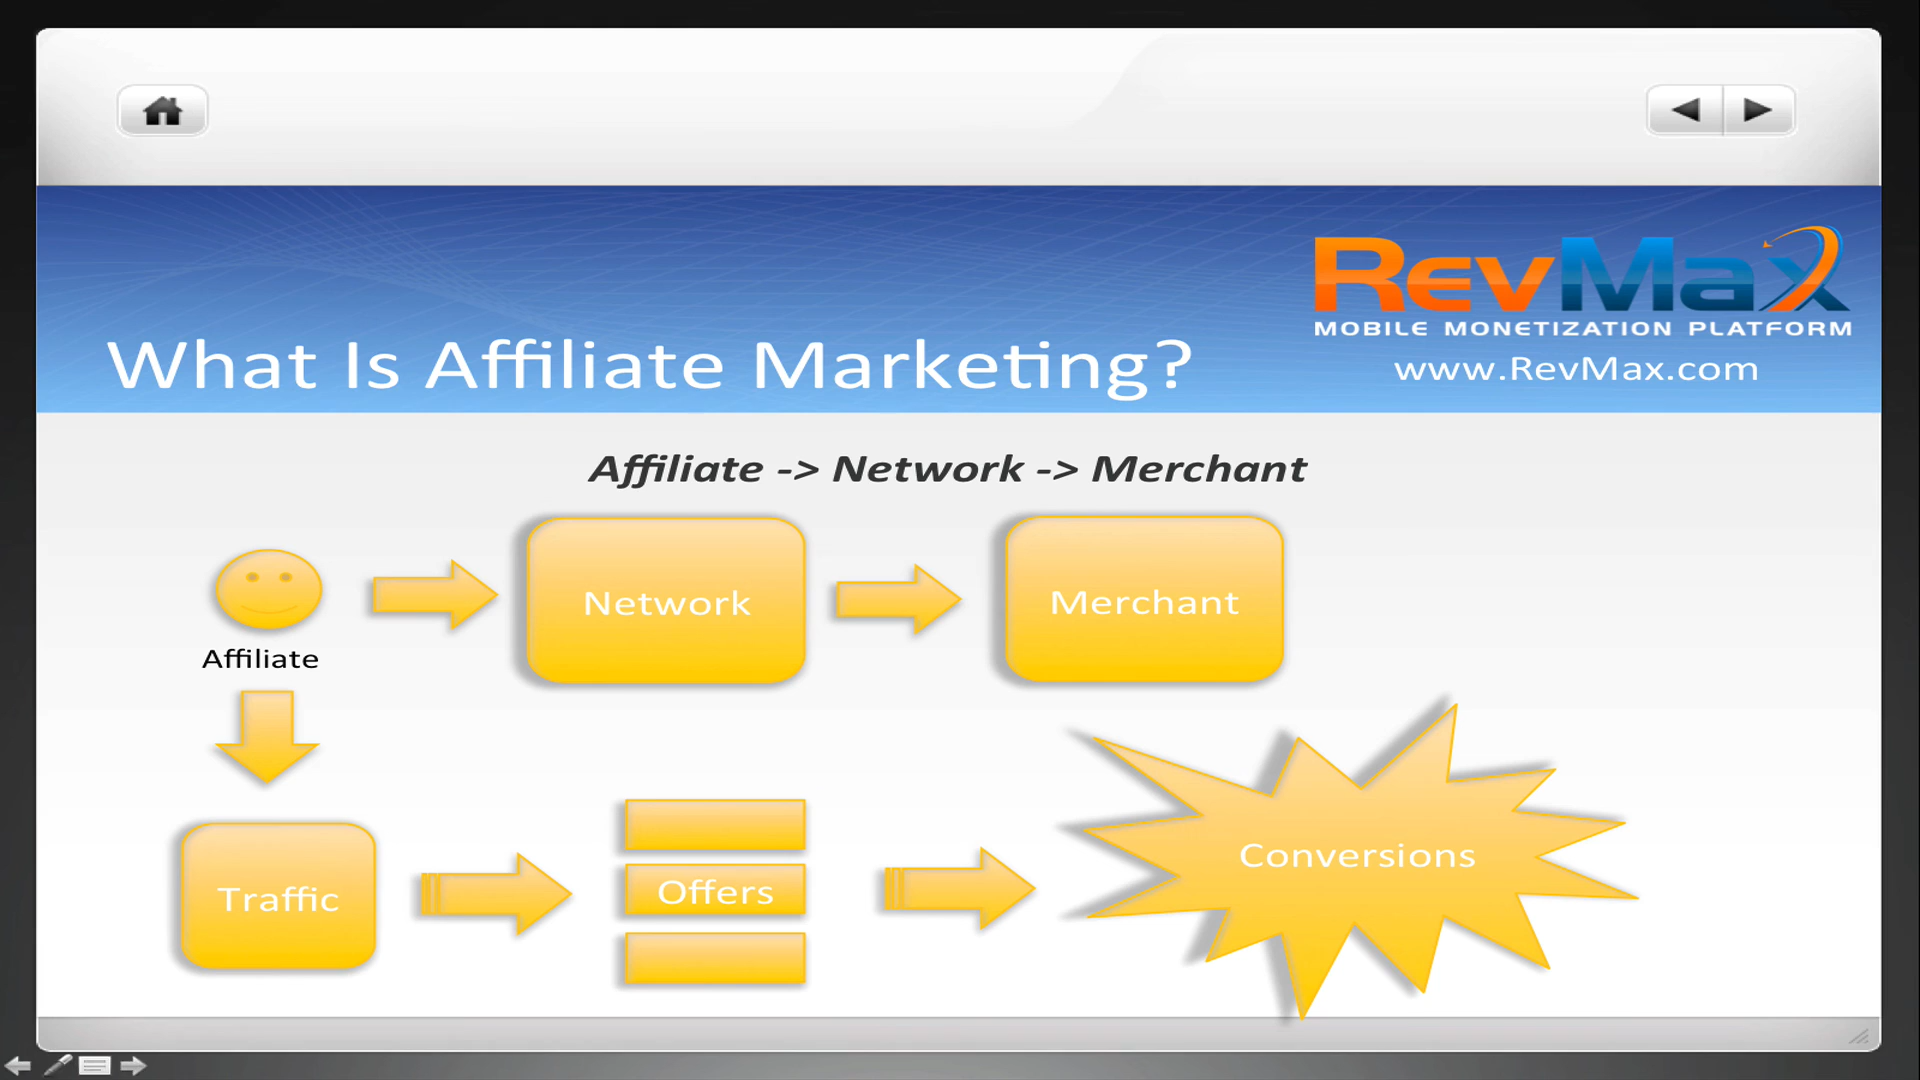 RevMax
MOBILE MONETIZATION PLATFORM
www.RevMax.com
What Is Affiliate Marketing?
Affiliate -> Network -> Merchant
Network
Merchant
Affiliate
Traffic
Offers
Conversions